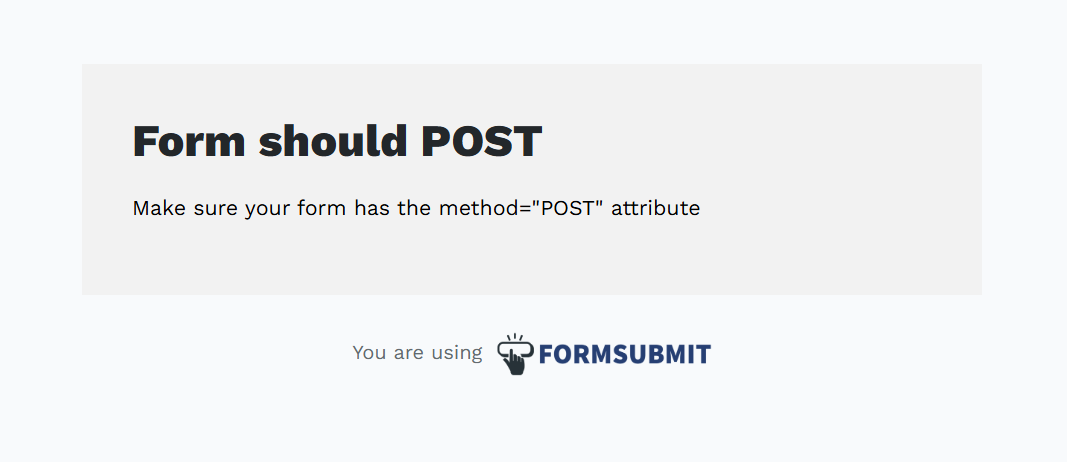 Form should POST
Make sure your form has the method="POST" attribute
You are using FORMSUBMIT